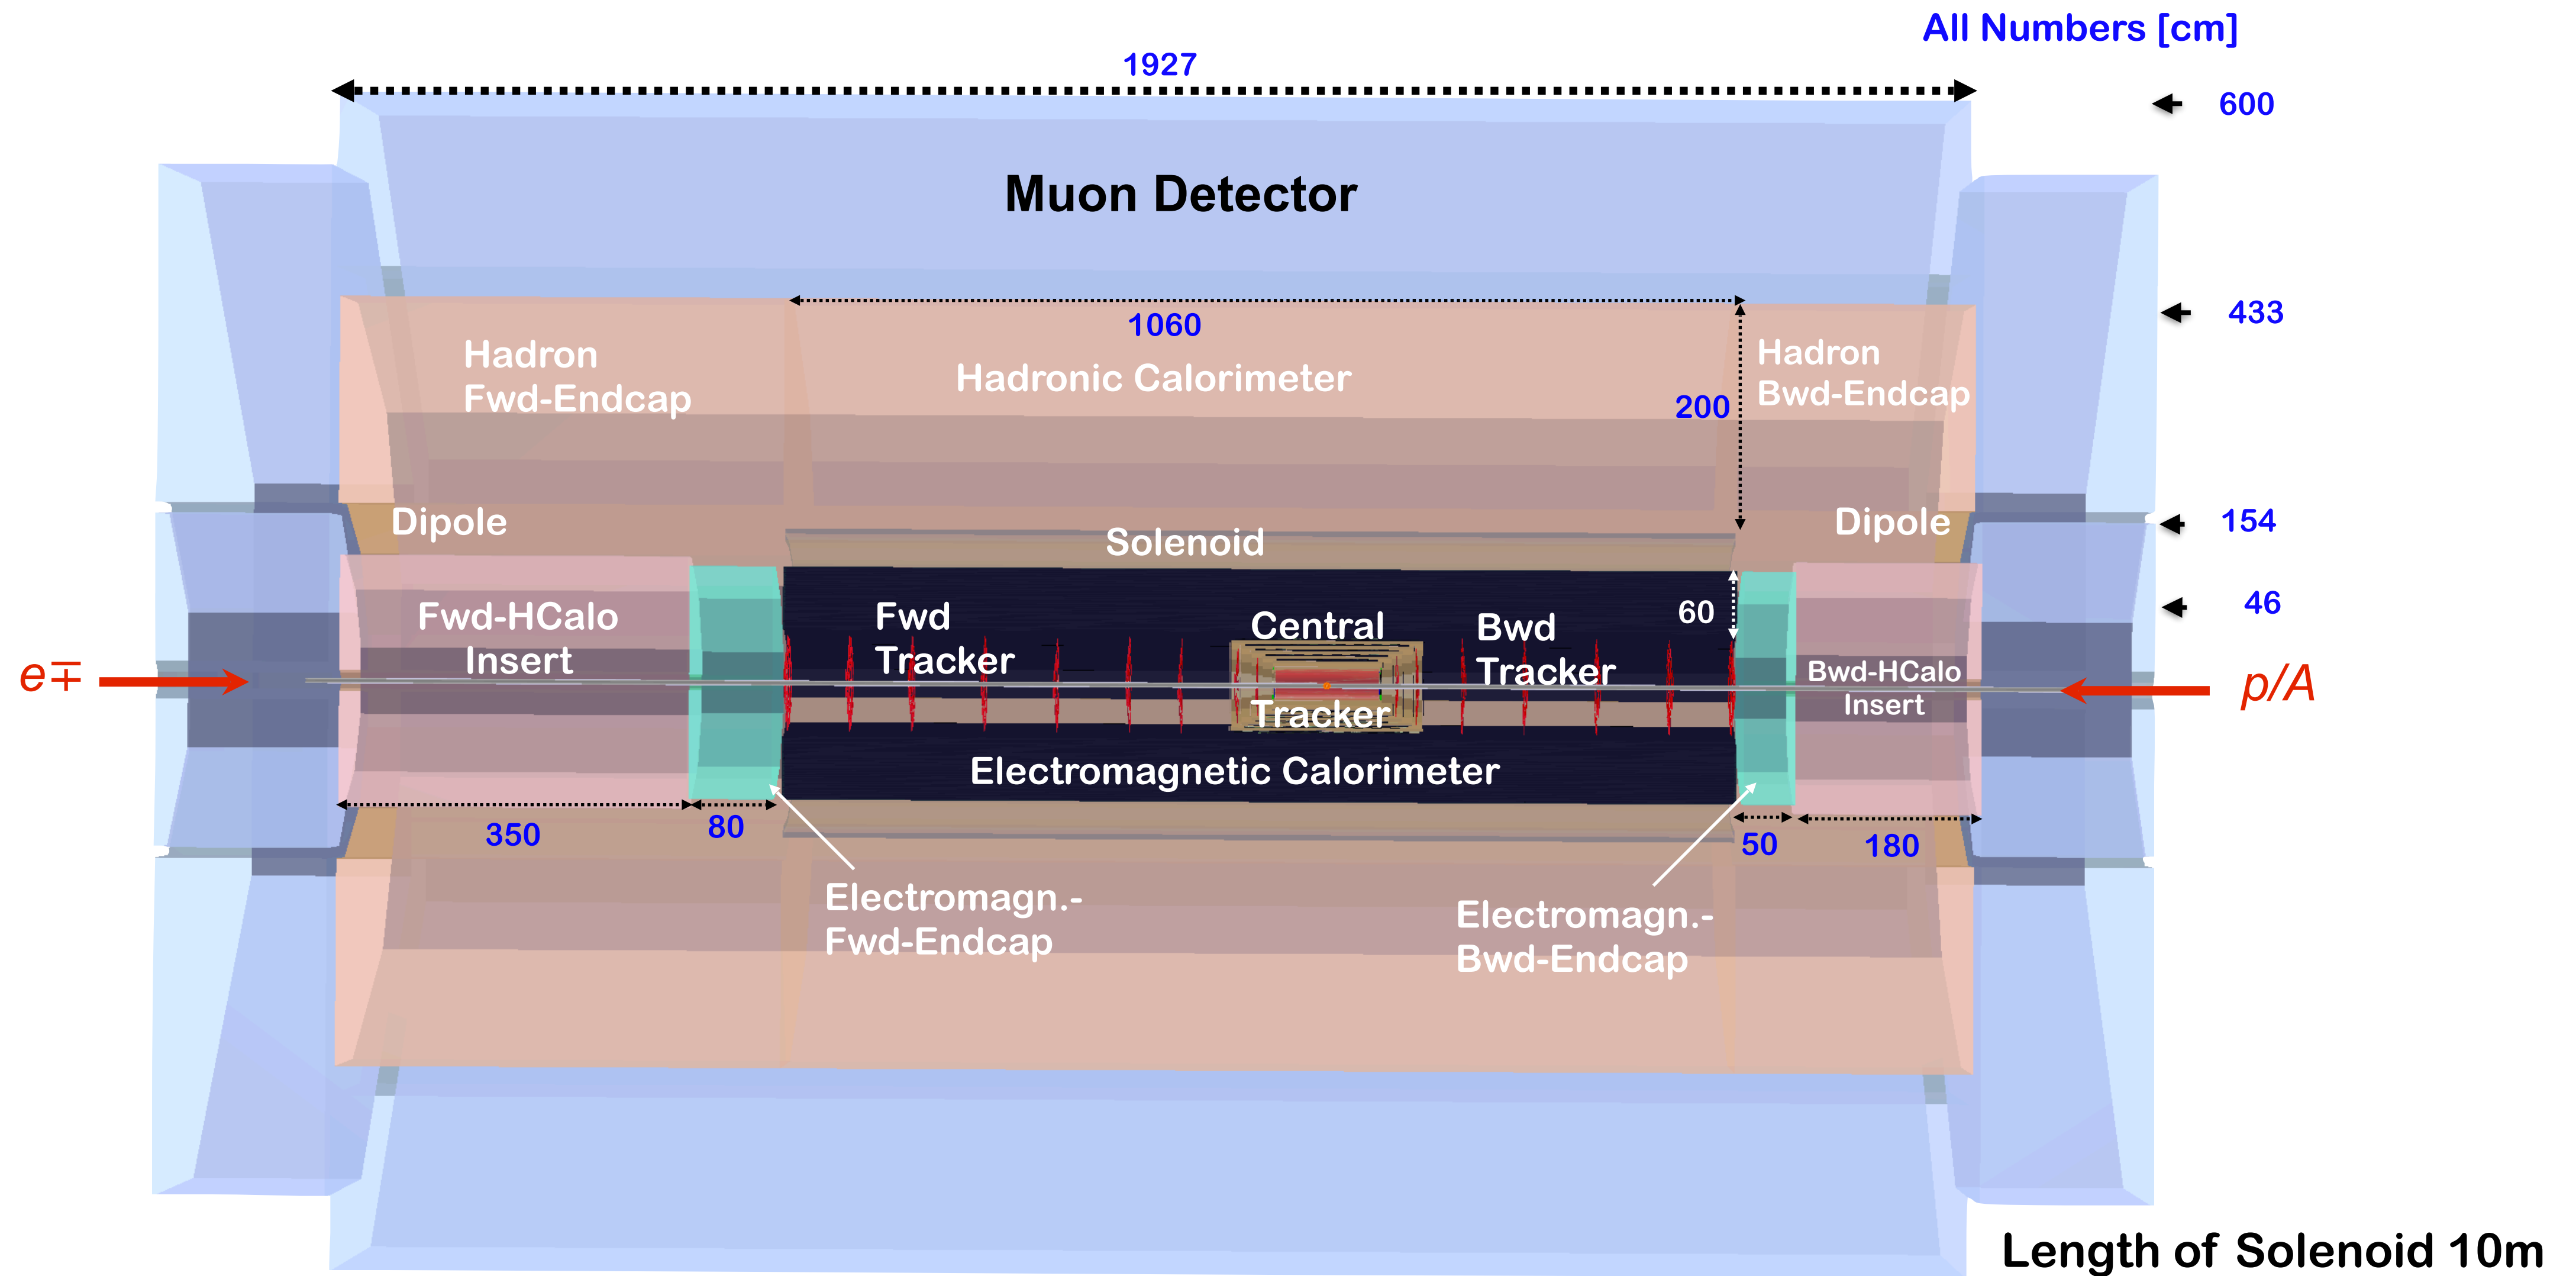 All Numbers [cm]
1927
600
Muon Detector
1060
433
Hadron
Fwd-Endcap
Hadronic Calorimeter
200
Hadron
Bwd-Endcap
Dipole
Solenoid
Dipole
154
Fwd-HCalo
Insert
Fwd
Tracker
Central
Tracker
Bwd
Tracker
60
46
Bwd-HCalo
Insert
e∓
p/A
Electromagnetic Calorimeter
350
80
50
180
Electromagn.-
Fwd-Endcap
Electromagn.-
Bwd-Endcap
Length of Solenoid 10m